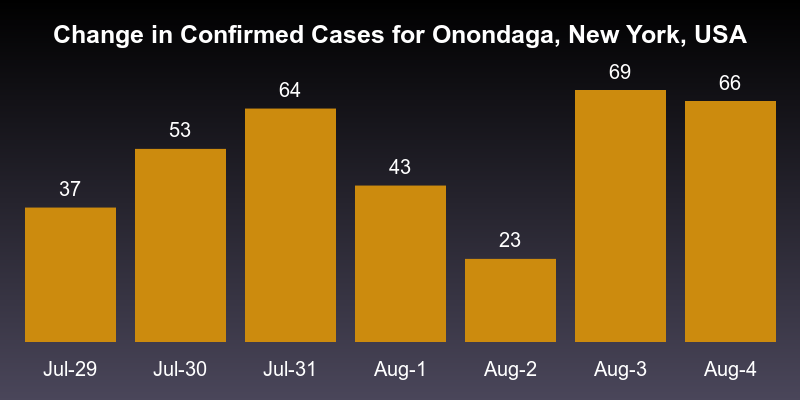 Change in Confirmed Cases for Onondaga, New York, USA
37 53 64 43 23 69 66
Jul-29 Jul-30 Jul-31 Aug-1 Aug-2 Aug-3 Aug-4